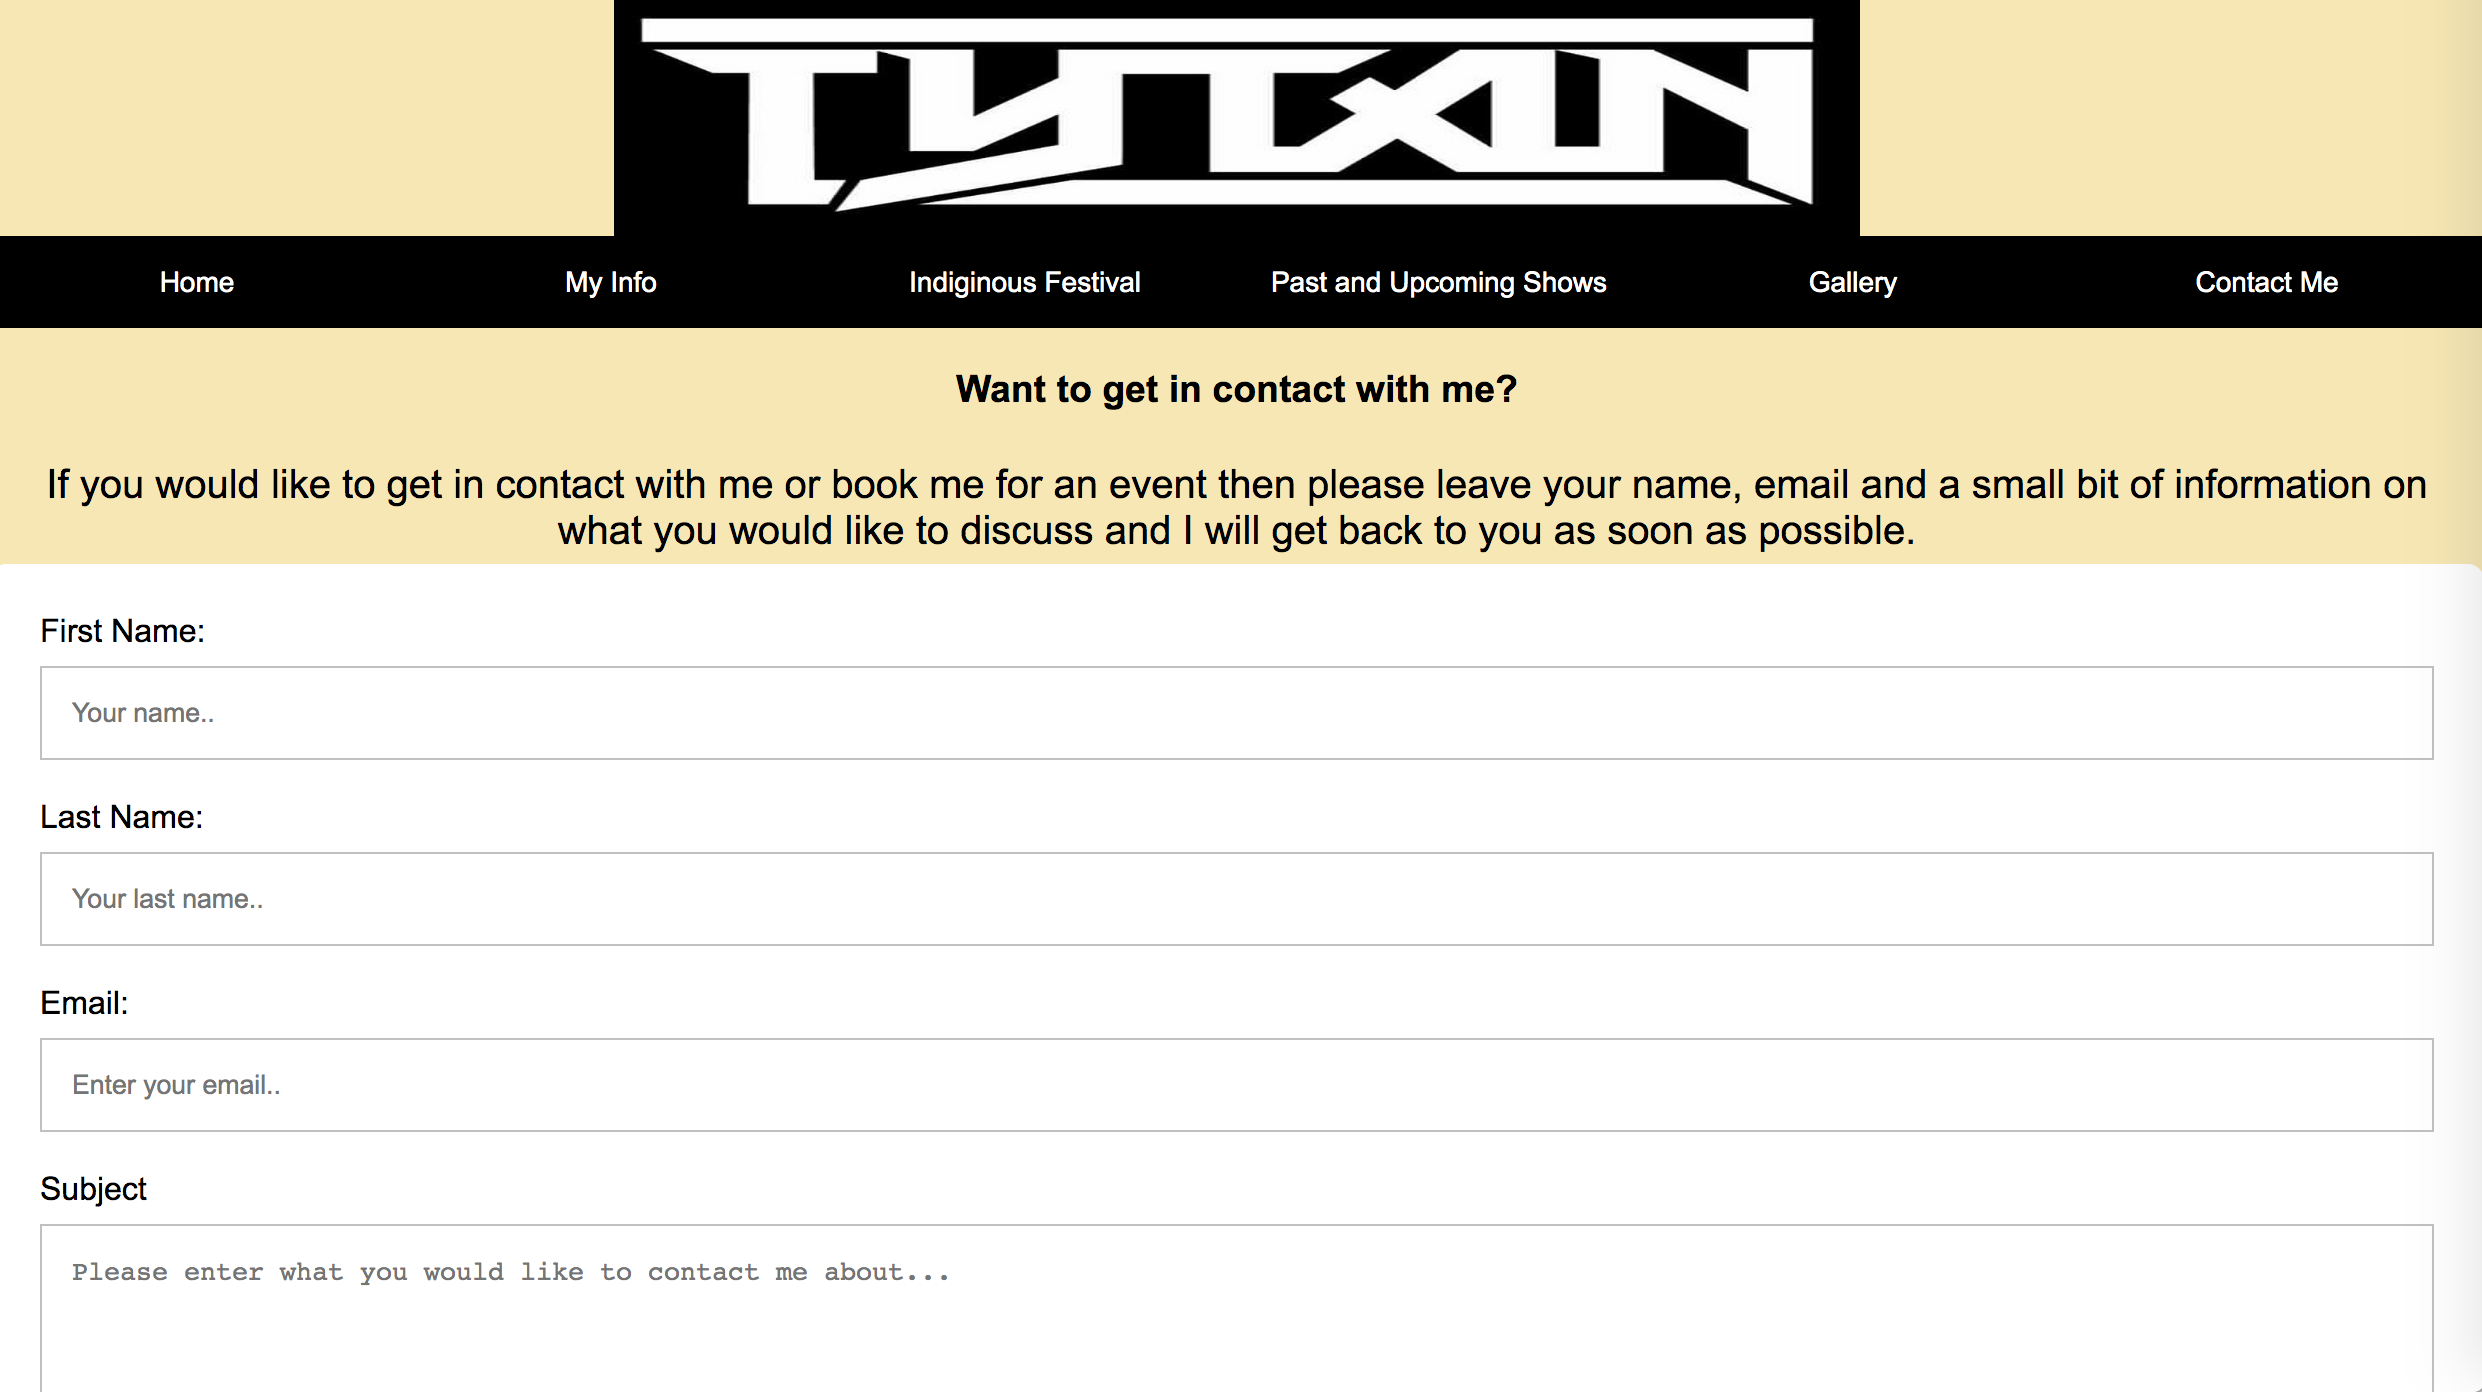 TYTAN
Home
My Info
Indiginous Festival
Past and Upcoming Shows
Gallery
Contact Me
Want to get in contact with me?
If you would like to get in contact with me or book me for an event then please leave your name, email and a small bit of information on
what you would like to discuss and I will get back to you as soon as possible.
First Name:
Your name..
Last Name:
Your last name..
Email:
Enter your email..
Subject
Please enter what you would like to contact me about...